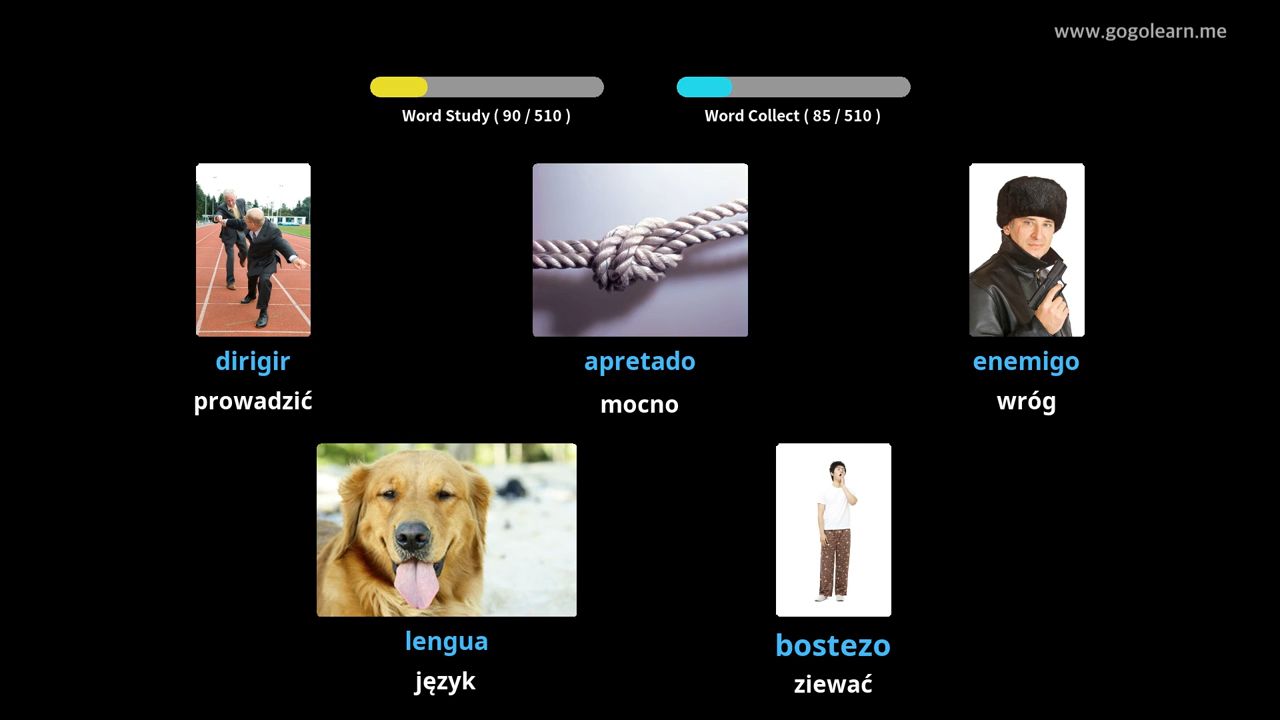 www.gogolearn.me
Word Study ( 90 / 510 )
Word Collect ( 85 / 510 )
dirigir
prowadzić
apretado
mocno
enemigo
wróg
lengua
język
bostezo
ziewać